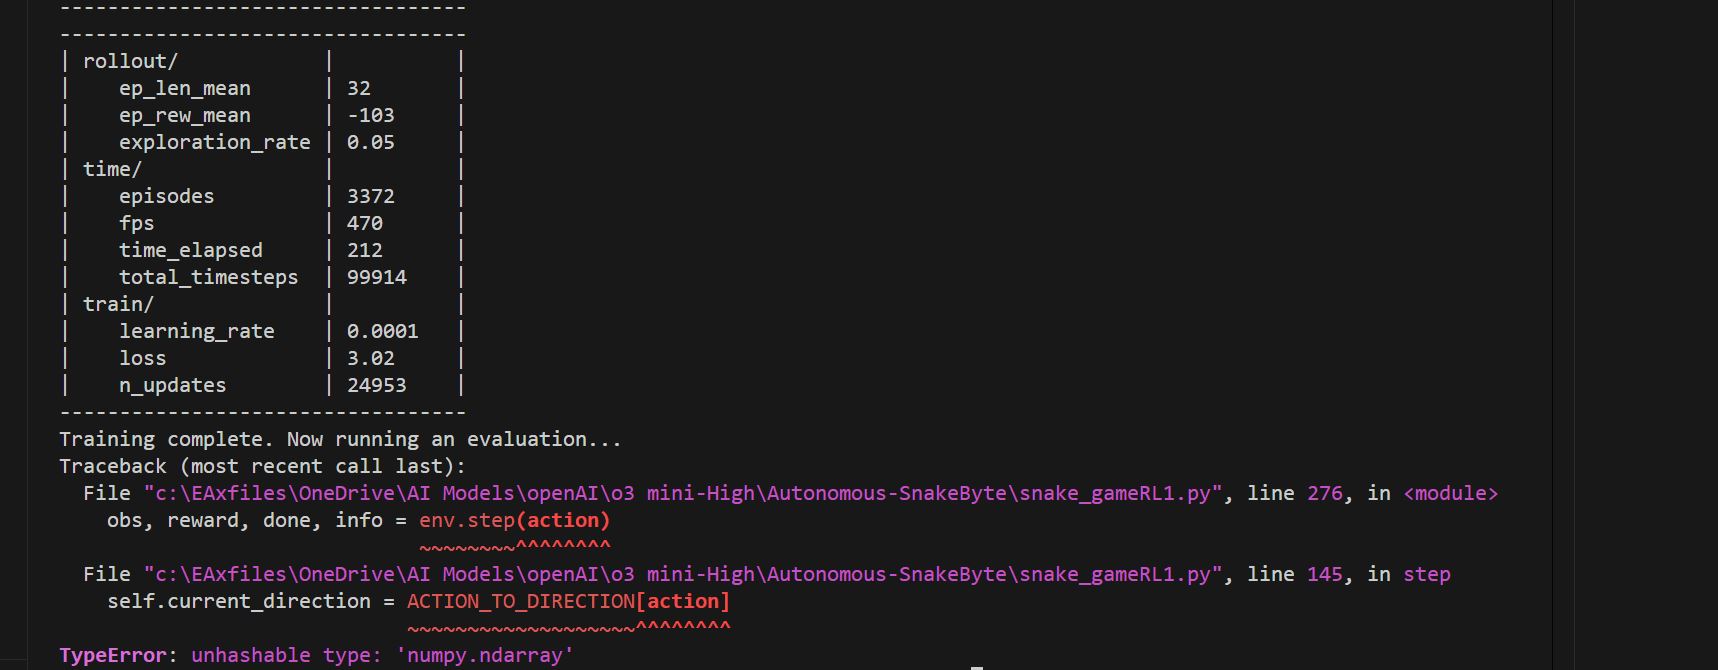 ----------------------------------
----------------------------------
| rollout/            |          |
|    ep_len_mean      | 32       |
|    ep_rew_mean      | -103     |
|    exploration_rate | 0.05     |
| time/               |          |
|    episodes         | 3372     |
|    fps              | 470      |
|    time_elapsed     | 212      |
|    total_timesteps  | 99914    |
| train/              |          |
|    learning_rate    | 0.0001   |
|    loss             | 3.02     |
|    n_updates        | 24953    |
----------------------------------
Training complete. Now running an evaluation...
Traceback (most recent call last):
  File "c:\EAxfiles\OneDrive\AI Models\openAI\o3 mini-High\Autonomous-SnakeByte\snake_gameRL1.py", line 276, in <module>
    obs, reward, done, info = env.step(action)
                              ~~~~~~~~^^^^^^^^
  File "c:\EAxfiles\OneDrive\AI Models\openAI\o3 mini-High\Autonomous-SnakeByte\snake_gameRL1.py", line 145, in step
    self.current_direction = ACTION_TO_DIRECTION[action]
                             ~~~~~~~~~~~~~~~~~~~^^^^^^^^
TypeError: unhashable type: 'numpy.ndarray'